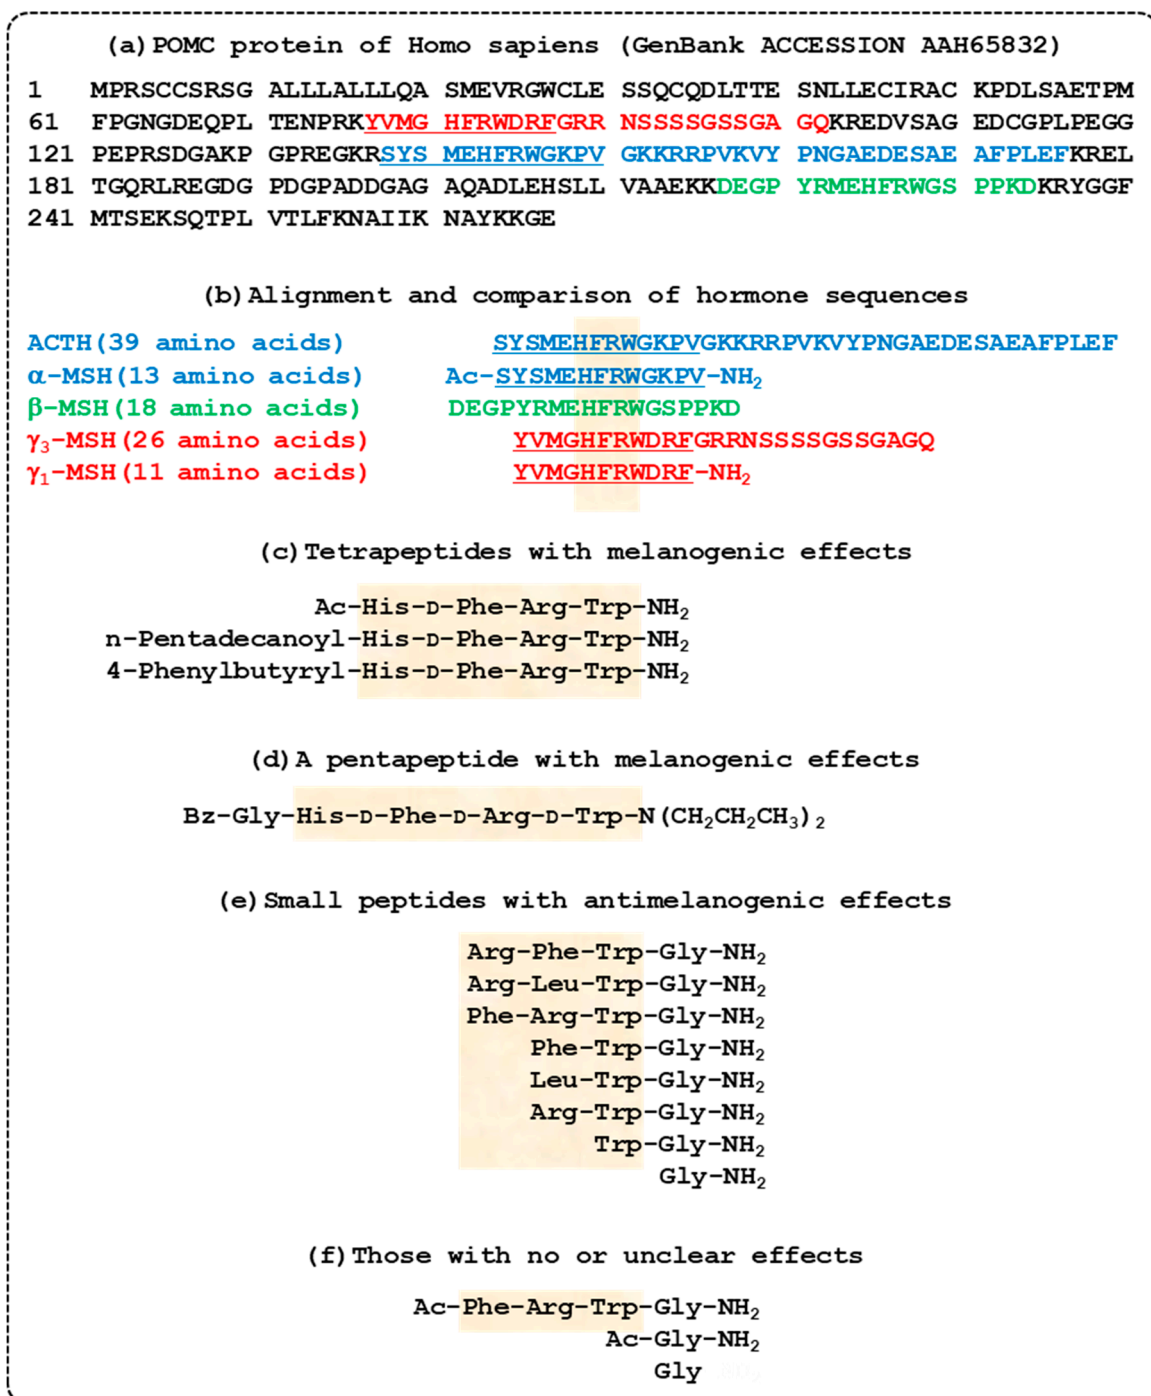 (a)POMC protein of Homo sapiens (GenBank ACCESSION AAH65832)
1 MPRSCCSRSG ALLLALLLQA SMEVRGWCLE SSQCQDLTTE SNLLECIRAC KPDLSAETPM
61 FPGNGDEQPL TENPRKYVMG HFRWDRFGRR NSSSSGSSGA GQKREDVSAG EDCGPLPEGG
121 PEPRSDGAKP GPREGKRSYS MEHFRWGKPV GKKRRPVKVY PNGAEDESAE AFPLEFKREL
181 TGQRLREGDG PDGPADDGAG AQADLEHSLL VAAEKKDEGP YRMEHFRWGS PPKDKRYGGF
241 MTSEKSQTPL VTLFKNAIIK NAYKKGE
(b)Alignment and comparison of hormone sequences
ACTH(39 amino acids) SYSMEHFRWGKPVGKKRRPVKVYPNGAEDESAEAFPLEF
α-MSH(13 amino acids) Ac-SYSMEHFRWGKPV-NH₂
β-MSH(18 amino acids) DEGPYRMEHFRWGSPPKD
γ₃-MSH(26 amino acids) YVMGHFRWDRFGRRNSSSSGSSGAGQ
γ₁-MSH(11 amino acids) YVMGHFRWDRF-NH₂
(c)Tetrapeptides with melanogenic effects
Ac-His-D-Phe-Arg-Trp-NH₂
n-Pentadecanoyl-His-D-Phe-Arg-Trp-NH₂
4-Phenylbutyryl-His-D-Phe-Arg-Trp-NH₂
(d)A pentapeptide with melanogenic effects
Bz-Gly-His-D-Phe-D-Arg-D-Trp-N(CH₂CH₂CH₃)₂
(e)Small peptides with antimelanogenic effects
Arg-Phe-Trp-Gly-NH₂
Arg-Leu-Trp-Gly-NH₂
Phe-Arg-Trp-Gly-NH₂
Phe-Trp-Gly-NH₂
Leu-Trp-Gly-NH₂
Arg-Trp-Gly-NH₂
Trp-Gly-NH₂
Gly-NH₂
(f)Those with no or unclear effects
Ac-Phe-Arg-Trp-Gly-NH₂
Ac-Gly-NH₂
Gly